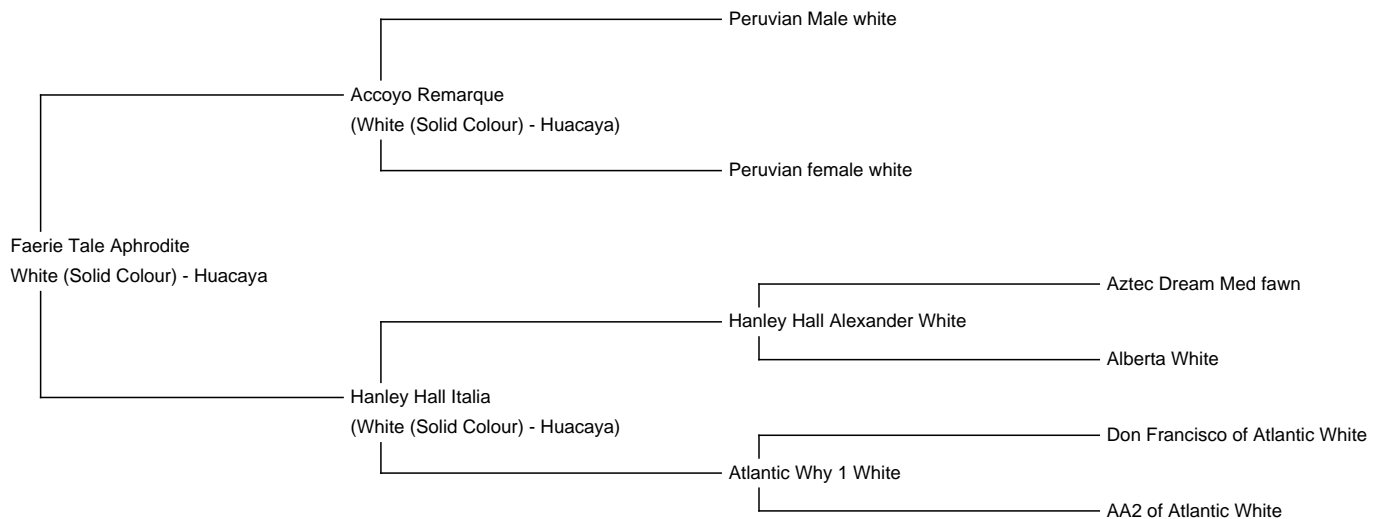 Peruvian Male white
Accoyo Remarque
(White (Solid Colour) - Huacaya)
Peruvian female white
Faerie Tale Aphrodite
White (Solid Colour) - Huacaya
Aztec Dream Med fawn
Hanley Hall Alexander White
Alberta White
Hanley Hall Italia
(White (Solid Colour) - Huacaya)
Don Francisco of Atlantic White
Atlantic Why 1 White
AA2 of Atlantic White